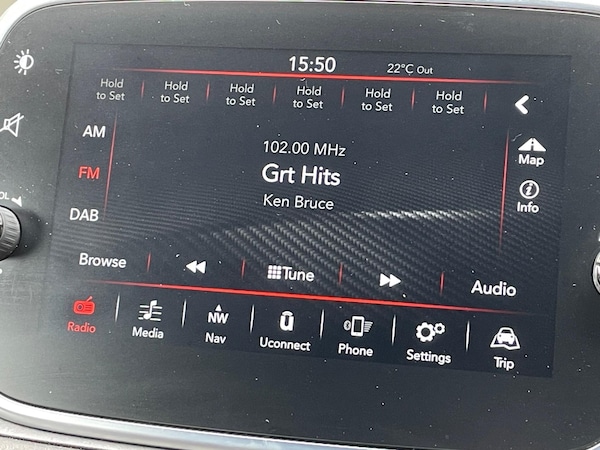 15:50
22°C Out
Hold
to Set
Hold
to Set
Hold
to Set
Hold
to Set
Hold
to Set
Hold
to Set
AM
FM
DAB
102.00 MHz
Grt Hits
Ken Bruce
Map
Info
Browse
Tune
Audio
Radio
Media
NW
Nav
Uconnect
Phone
Settings
Trip